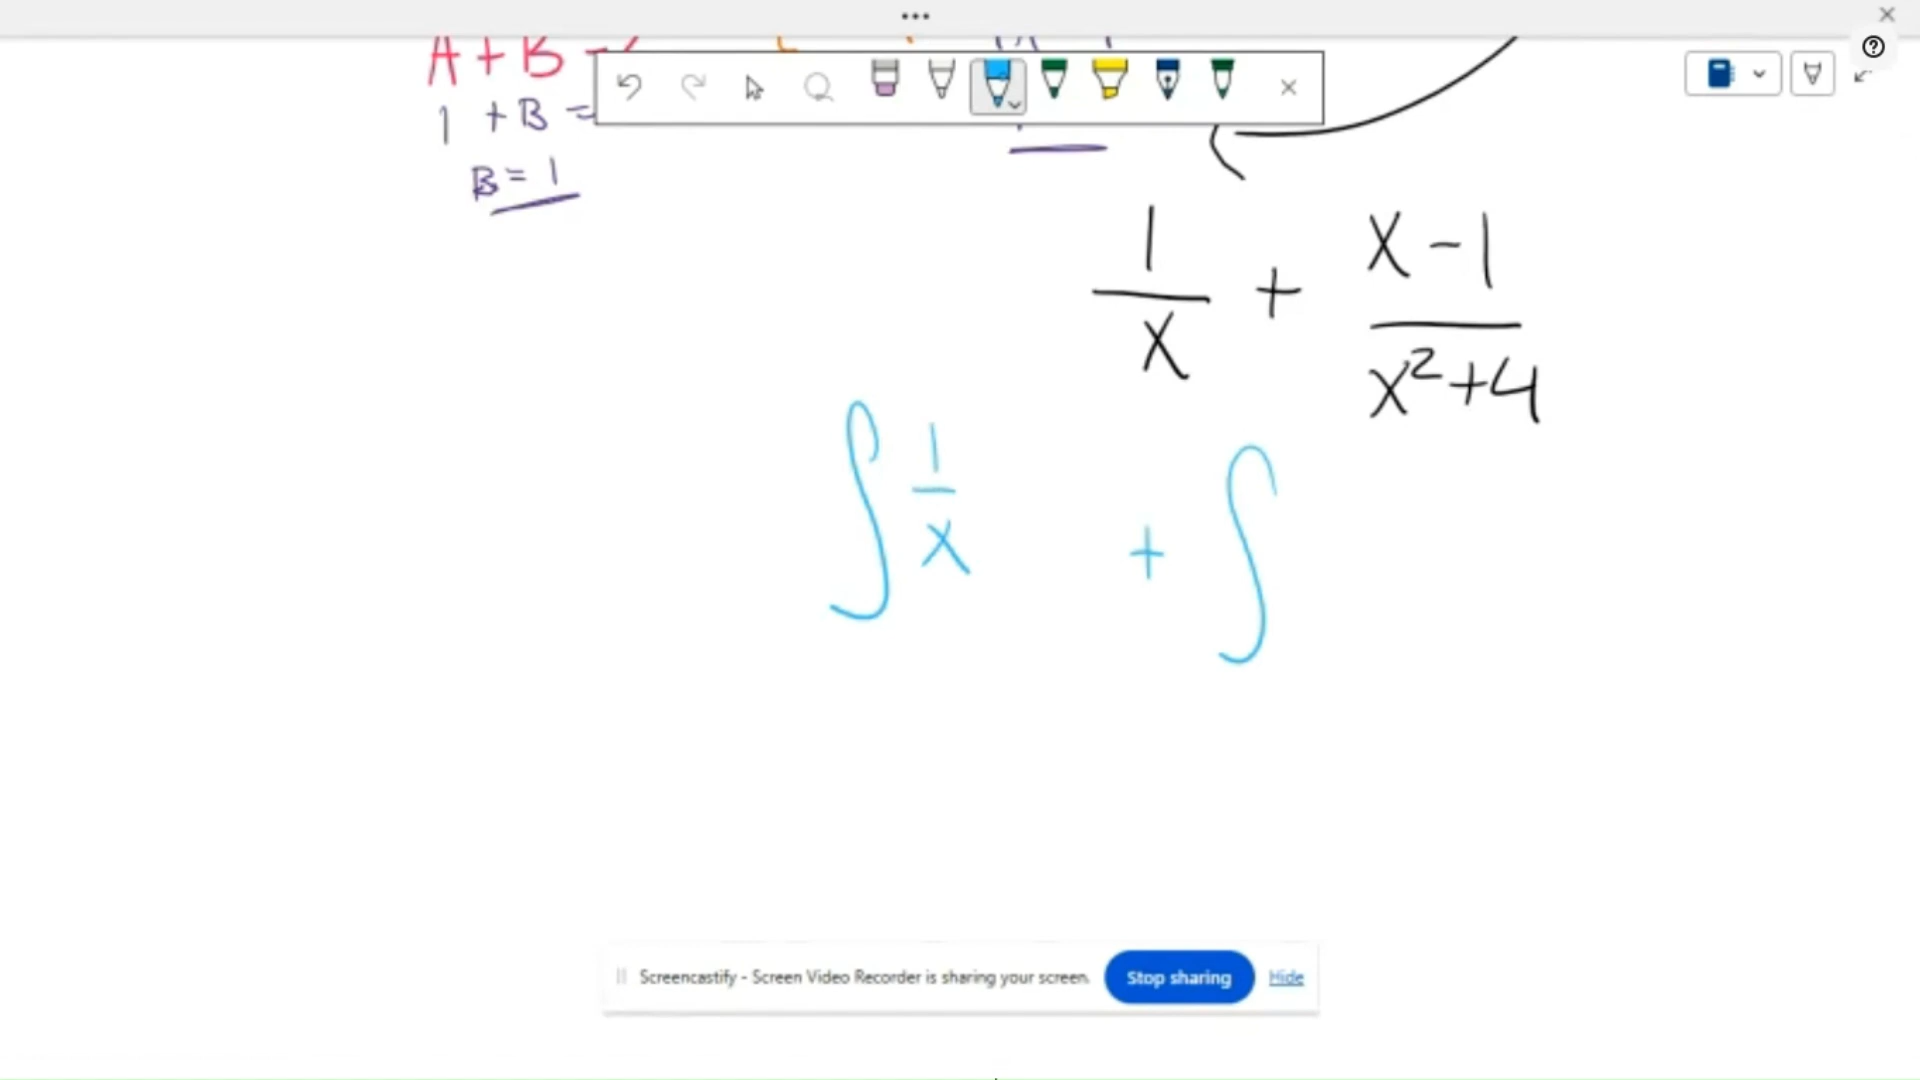 A + B =
1 + B =
B = 1
1/x + (x-1)/(x²+4)
∫ 1/x + ∫
Screencastify - Screen Video Recorder is sharing your screen.
Stop sharing
Hide